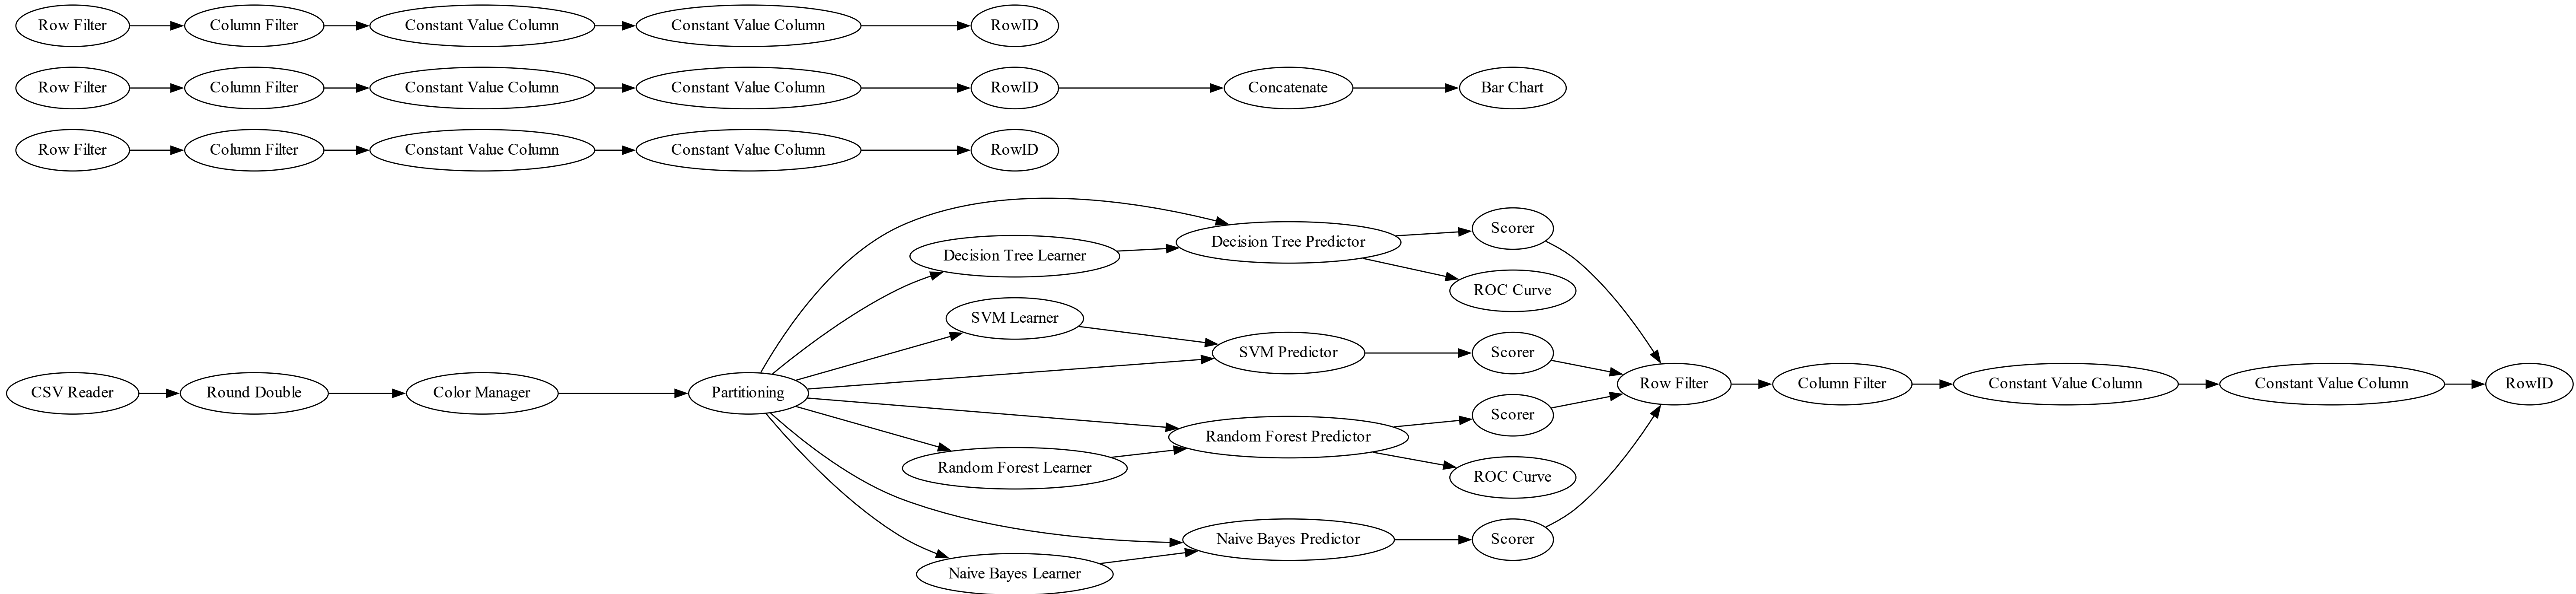 Row Filter
Column Filter
Constant Value Column
Constant Value Column
RowID
Row Filter
Column Filter
Constant Value Column
Constant Value Column
RowID
Concatenate
Bar Chart
Row Filter
Column Filter
Constant Value Column
Constant Value Column
RowID
CSV Reader
Round Double
Color Manager
Partitioning
Decision Tree Learner
Decision Tree Predictor
Scorer
ROC Curve
SVM Learner
SVM Predictor
Scorer
Random Forest Learner
Random Forest Predictor
Scorer
ROC Curve
Naive Bayes Learner
Naive Bayes Predictor
Scorer
Row Filter
Column Filter
Constant Value Column
Constant Value Column
RowID